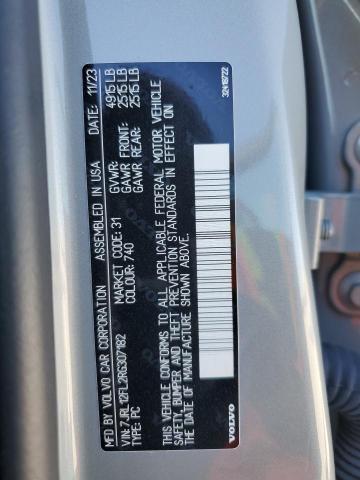 MFD BY VOLVO CAR CORPORATION ASSEMBLED IN: USA DATE: 11/23
VIN: 7JRL12FL2RG307182 GVWR: 4915 LB
TYPE: PC MARKET CODE: 31 GAWR FRONT: 2515 LB
COLOUR: 740 GAWR REAR: 2515 LB
THIS VEHICLE CONFORMS TO ALL APPLICABLE FEDERAL MOTOR VEHICLE
SAFETY, BUMPER AND THEFT PREVENTION STANDARDS IN EFFECT ON
THE DATE OF MANUFACTURE SHOWN ABOVE.
VOLVO 32419722